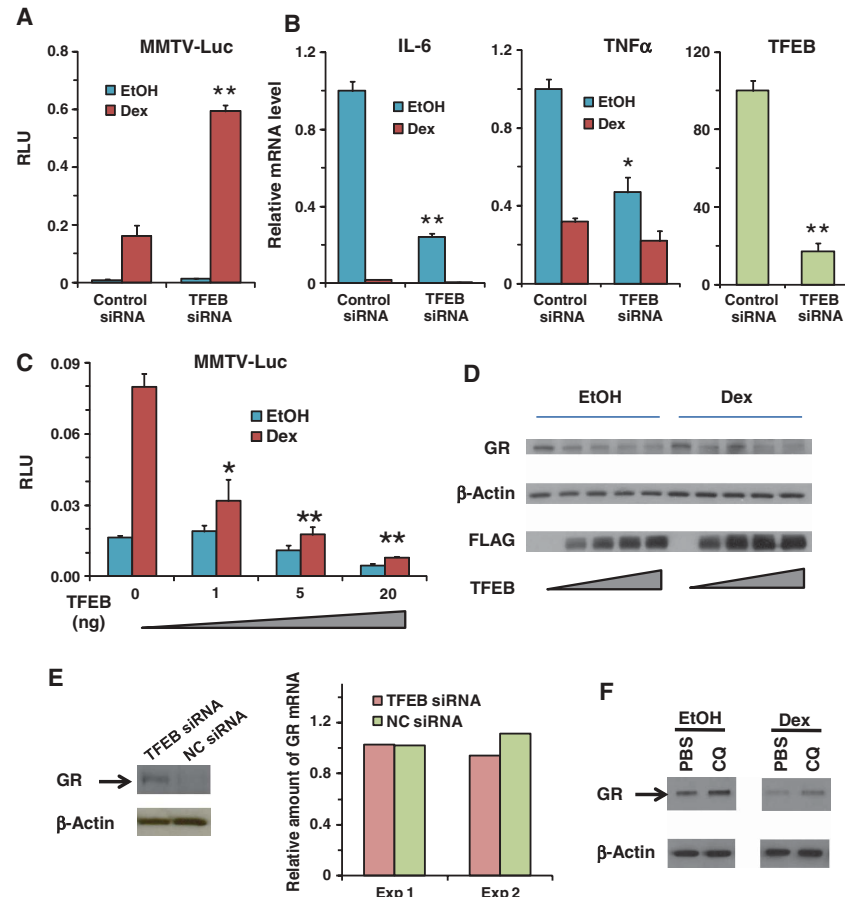 A
MMTV-Luc
RLU
0.8
0.6
0.4
0.2
0
EtOH
Dex
**
Control siRNA
TFEB siRNA
B
IL-6
Relative mRNA level
1.2
0.8
0.4
0
EtOH
Dex
**
Control siRNA
TFEB siRNA
TNFα
1.2
0.8
0.4
0
EtOH
Dex
*
Control siRNA
TFEB siRNA
TFEB
120
80
40
0
**
Control siRNA
TFEB siRNA
C
MMTV-Luc
RLU
0.09
0.06
0.03
0.00
EtOH
Dex
*
**
**
0 1 5 20
TFEB (ng)
D
EtOH Dex
GR
β-Actin
FLAG
TFEB
E
TFEB siRNA
NC siRNA
GR
β-Actin
Relative amount of GR mRNA
1.2
0.8
0.4
0
TFEB siRNA
NC siRNA
Exp 1 Exp 2
F
EtOH Dex
PBS CQ PBS CQ
GR
β-Actin